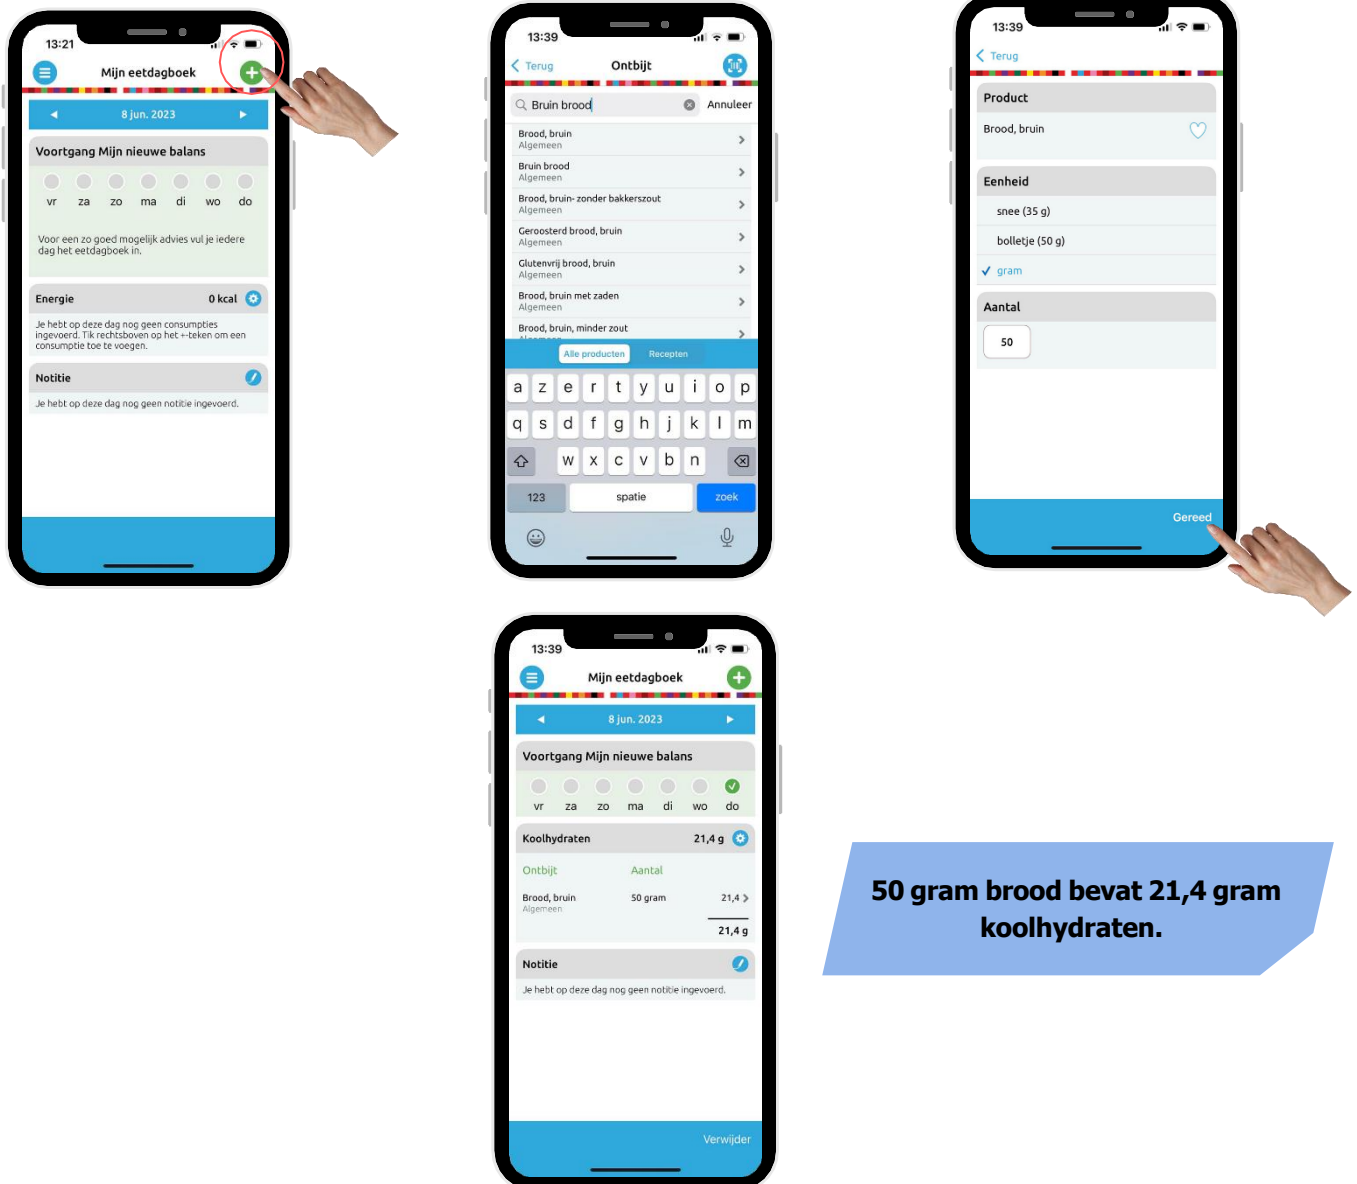 13:21
Mijn eetdagboek
8 jun. 2023
Voortgang Mijn nieuwe balans
vr za zo ma di wo do
Voor een zo goed mogelijk advies vul je iedere
dag het eetdagboek in.
Energie 0 kcal
Je hebt op deze dag nog geen consumpties
ingevoerd. Tik rechtsboven op het +-teken om een
consumptie toe te voegen.
Notitie
Je hebt op deze dag nog geen notitie ingevoerd.
13:39
Terug Ontbijt
Bruin brood Annuleer
Brood, bruin
Algemeen
Bruin brood
Algemeen
Brood, bruin- zonder bakkerszout
Algemeen
Geroosterd brood, bruin
Algemeen
Glutenvrij brood, bruin
Algemeen
Brood, bruin met zaden
Algemeen
Brood, bruin, minder zout
Alle producten Recepten
a z e r t y u i o p
q s d f g h j k l m
w x c v b n
123 spatie zoek
13:39
Terug
Product
Brood, bruin
Eenheid
snee (35 g)
bolletje (50 g)
gram
Aantal
50
Gereed
13:39
Mijn eetdagboek
8 jun. 2023
Voortgang Mijn nieuwe balans
vr za zo ma di wo do
Koolhydraten 21,4 g
Ontbijt Aantal
Brood, bruin 50 gram 21,4
Algemeen
21,4 g
Notitie
Je hebt op deze dag nog geen notitie ingevoerd.
Verwijder
50 gram brood bevat 21,4 gram
koolhydraten.